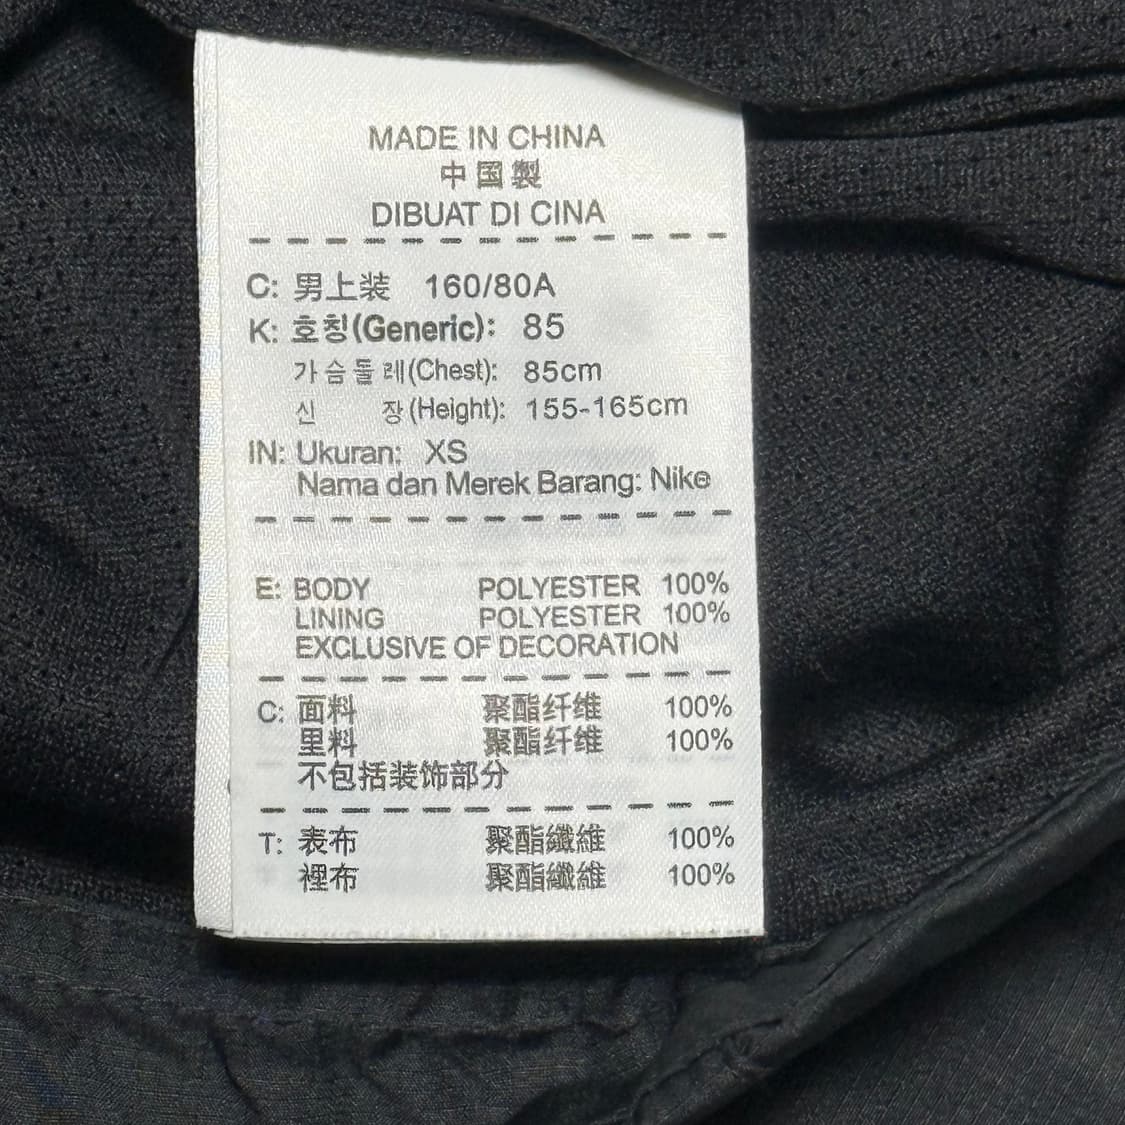 MADE IN CHINA
中国製
DIBUAT DI CINA
C: 男上装 160/80A
K: 호칭(Generic): 85
가슴둘레(Chest): 85cm
신 장(Height): 155-165cm
IN: Ukuran: XS
Nama dan Merek Barang: Nike
E: BODY POLYESTER 100%
LINING POLYESTER 100%
EXCLUSIVE OF DECORATION
C: 面料 聚酯纤维 100%
里料 聚酯纤维 100%
不包括装饰部分
T: 表布 聚酯纖維 100%
裡布 聚酯纖維 100%